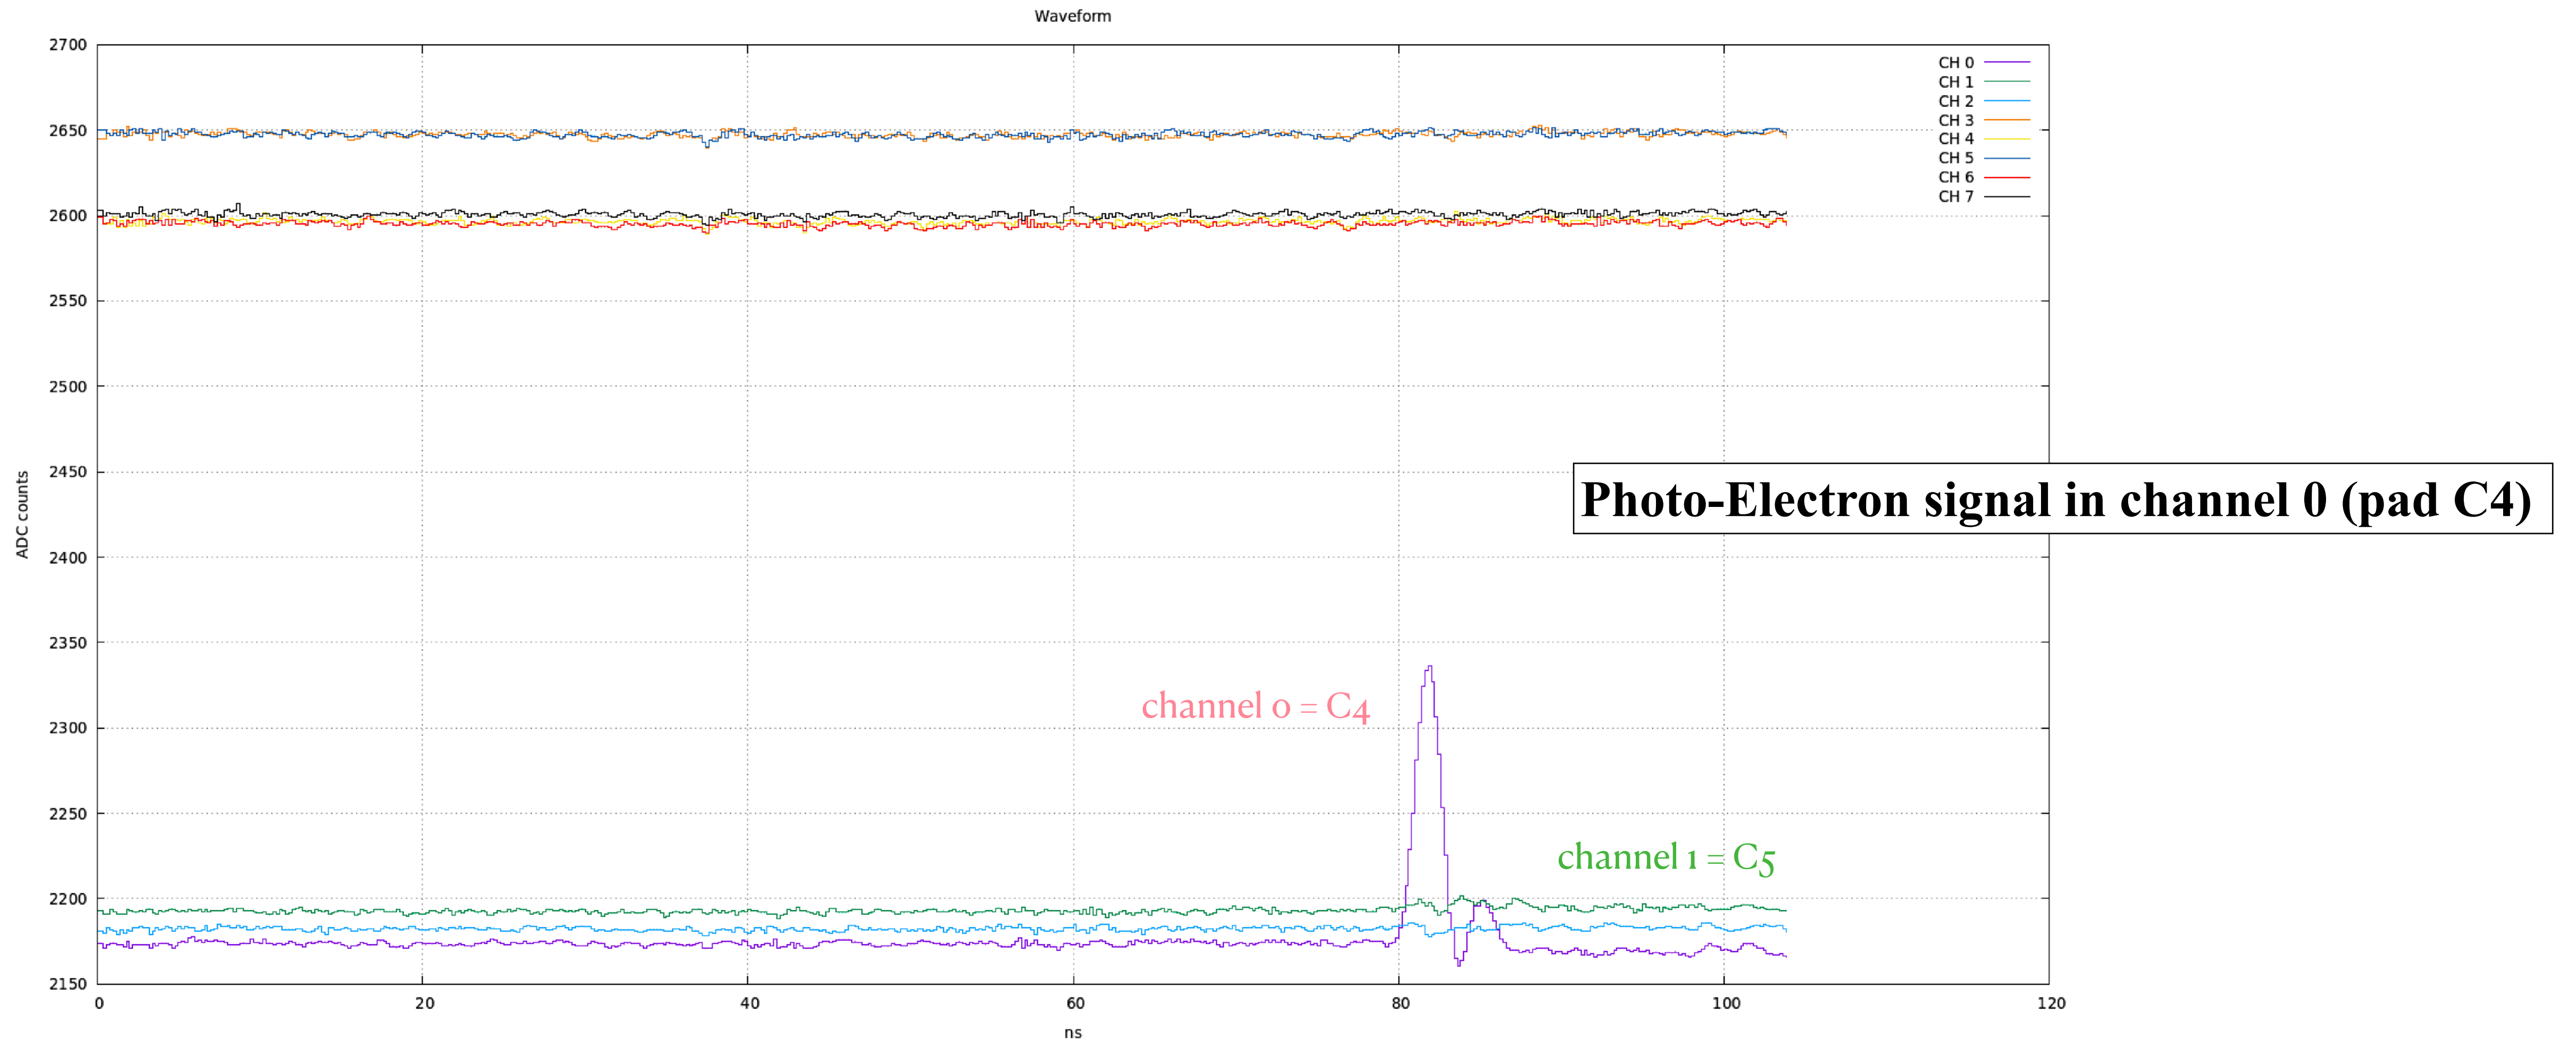 Waveform
2700
2650
2600
2550
2500
2450
2400
2350
2300
2250
2200
2150
ADC counts
CH 0
CH 1
CH 2
CH 3
CH 4
CH 5
CH 6
CH 7
Photo-Electron signal in channel 0 (pad C4)
channel 0 = C4
channel 1 = C5
0 20 40 60 80 100 120
ns